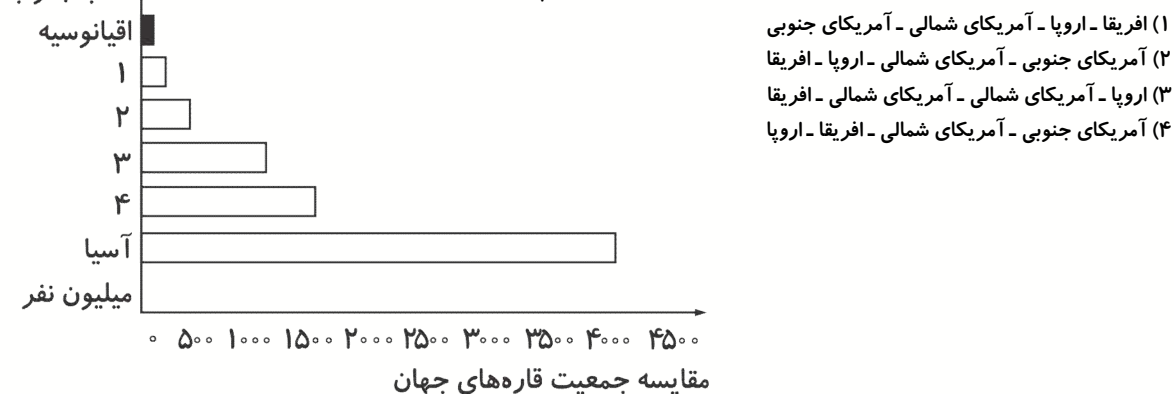 ۱) افریقا ـ اروپا ـ آمریکای شمالی ـ آمریکای جنوبی
۲) آمریکای جنوبی ـ آمریکای شمالی ـ اروپا ـ افریقا
۳) اروپا ـ آمریکای شمالی ـ آمریکای شمالی ـ افریقا
۴) آمریکای جنوبی ـ آمریکای شمالی ـ افریقا ـ اروپا
اقیانوسیه
۱
۲
۳
۴
آسیا
میلیون نفر
۰ ۵۰۰ ۱۰۰۰ ۱۵۰۰ ۲۰۰۰ ۲۵۰۰ ۳۰۰۰ ۳۵۰۰ ۴۰۰۰ ۴۵۰۰
مقایسه جمعیت قاره‌های جهان